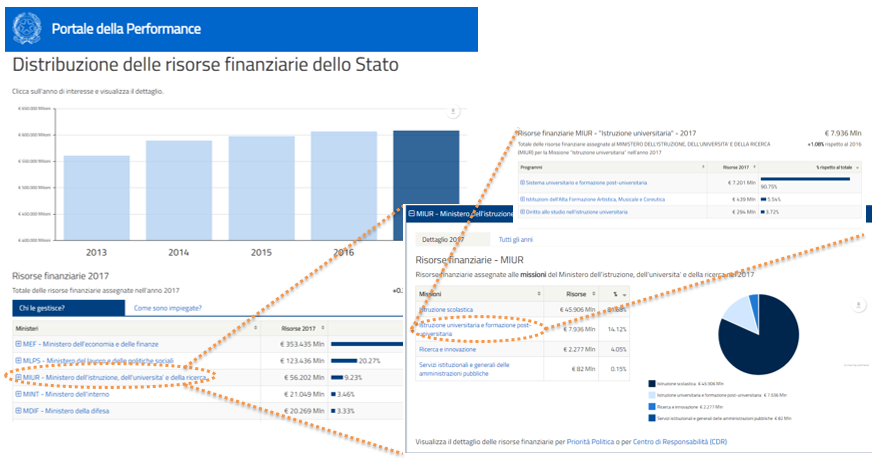 Portale della Performance
Distribuzione delle risorse finanziarie dello Stato
Clicca sull'anno di interesse e visualizza il dettaglio.
2013
2014
2015
2016
Risorse finanziarie 2017
Totale delle risorse finanziarie assegnate nell'anno 2017
Chi le gestisce?
Come sono impiegate?
Ministeri
Risorse 2017
MEF - Ministero dell'economia e delle finanze
€ 353.435 Mln
MLPS - Ministero del lavoro e delle politiche sociali
€ 123.436 Mln
20.27%
MIUR - Ministero dell'istruzione, dell'universita' e della ricerca
€ 56.202 Mln
9.23%
MINT - Ministero dell'interno
€ 21.049 Mln
3.46%
MDIF - Ministero della difesa
€ 20.269 Mln
3.33%
Risorse finanziarie MIUR - "Istruzione universitaria" - 2017
€ 7.936 Mln
Totale delle risorse finanziarie assegnate al MINISTERO DELL'ISTRUZIONE, DELL'UNIVERSITA' E DELLA RICERCA
+1.08% rispetto al 2016
(MIUR) per la Missione "Istruzione universitaria" nell'anno 2017
Programmi
Risorse 2017
% rispetto al totale
Sistema universitario e formazione post-universitaria
€ 7.201 Mln
90.75%
Istituzioni dell'Alta Formazione Artistica, Musicale e Coreutica
€ 439 Mln
5.54%
Diritto allo studio nell'istruzione universitaria
€ 294 Mln
3.72%
MIUR - Ministero dell'istruzione
Dettaglio 2017
Tutti gli anni
Risorse finanziarie - MIUR
Risorse finanziarie assegnate alle missioni del Ministero dell'istruzione, dell'universita' e della ricerca nel 2017
Missioni
Risorse
%
Istruzione scolastica
€ 45.906 Mln
Istruzione universitaria e formazione post-
universitaria
€ 7.936 Mln
14.12%
Ricerca e innovazione
€ 2.277 Mln
4.05%
Servizi istituzionali e generali delle
amministrazioni pubbliche
€ 82 Mln
0.15%
Istruzione scolastica € 45.906 Mln
Istruzione universitaria e formazione post-universitaria € 7.936 Mln
Ricerca e innovazione € 2.277 Mln
Servizi istituzionali e generali delle amministrazioni pubbliche € 82 Mln
Visualizza il dettaglio delle risorse finanziarie per Priorità Politica o per Centro di Responsabilità (CDR)